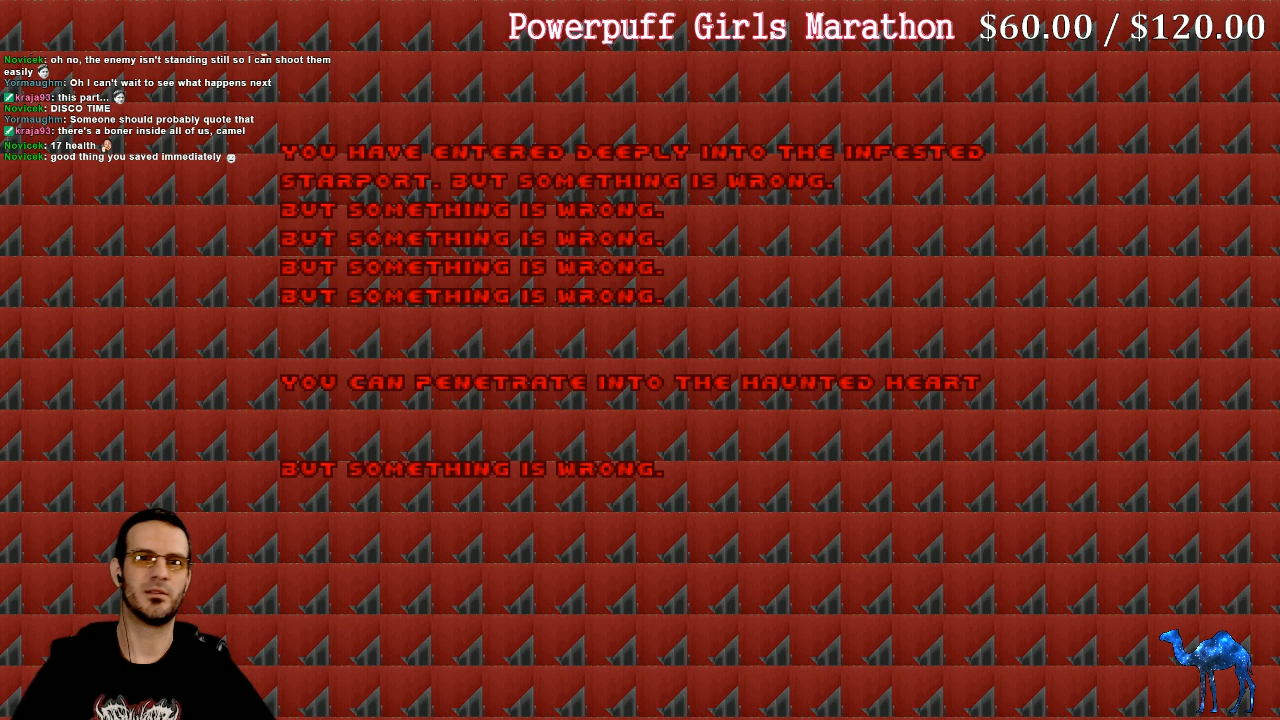 Powerpuff Girls Marathon $60.00 / $120.00
Novicek: oh no, the enemy isn't standing still so I can shoot them
easily
Yormaughm: Oh I can't wait to see what happens next
kraja93: this part...
Novicek: DISCO TIME
Yormaughm: Someone should probably quote that
kraja93: there's a boner inside all of us, camel
Novicek: 17 health
Novicek: good thing you saved immediately
YOU HAVE ENTERED DEEPLY INTO THE INFESTED
STARPORT. BUT SOMETHING IS WRONG.
BUT SOMETHING IS WRONG.
BUT SOMETHING IS WRONG.
BUT SOMETHING IS WRONG.
BUT SOMETHING IS WRONG.
YOU CAN PENETRATE INTO THE HAUNTED HEART
BUT SOMETHING IS WRONG.